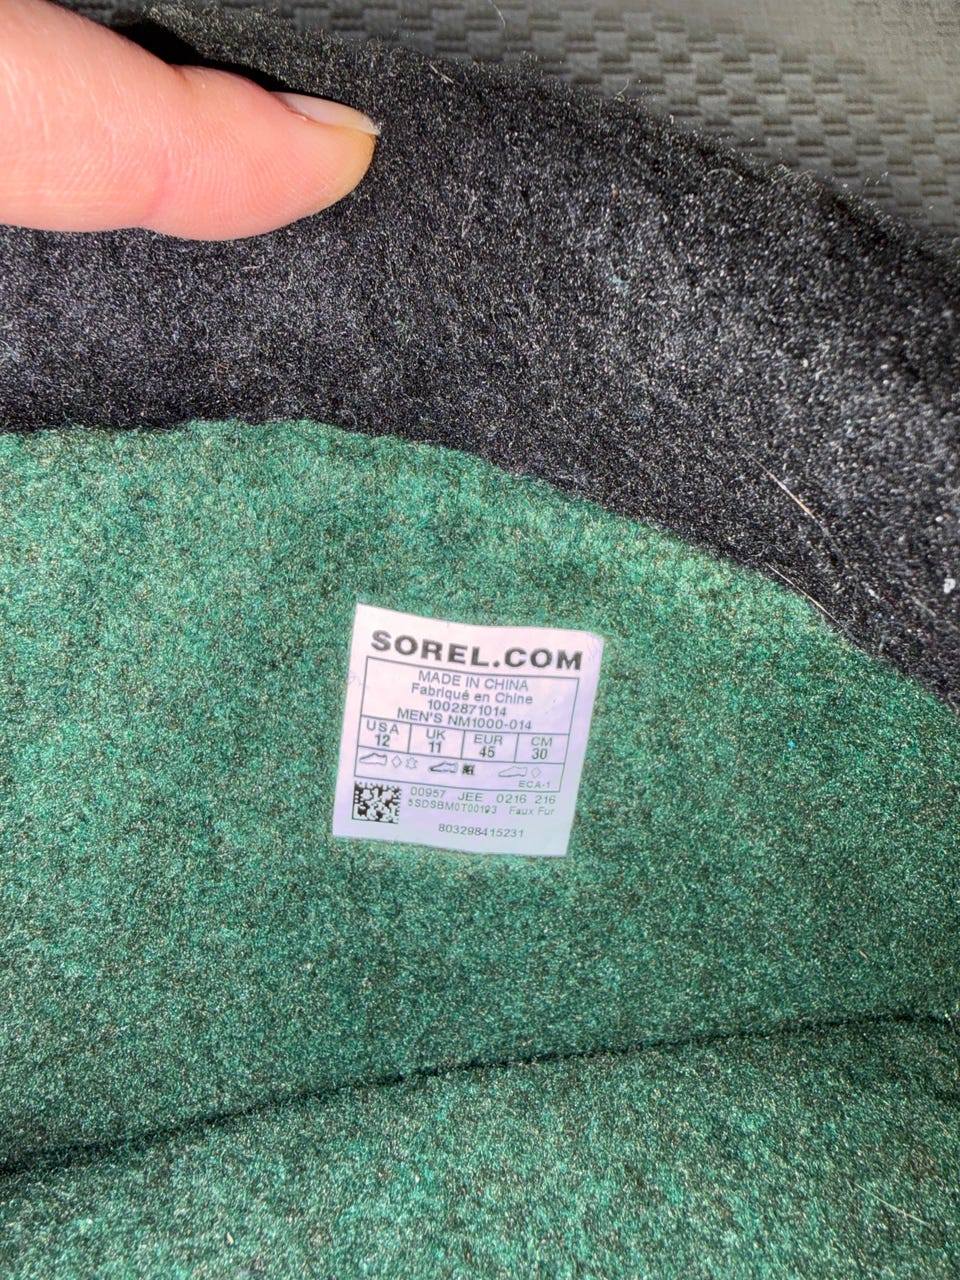 SOREL.COM
MADE IN CHINA
Fabriqué en Chine
1002871014
MEN'S NM1000-014
USA UK EUR CM
12 11 45 30
ECA-1
00957 JEE 0216 216
5SDSBM0T00193 Faux Fur
803298415231